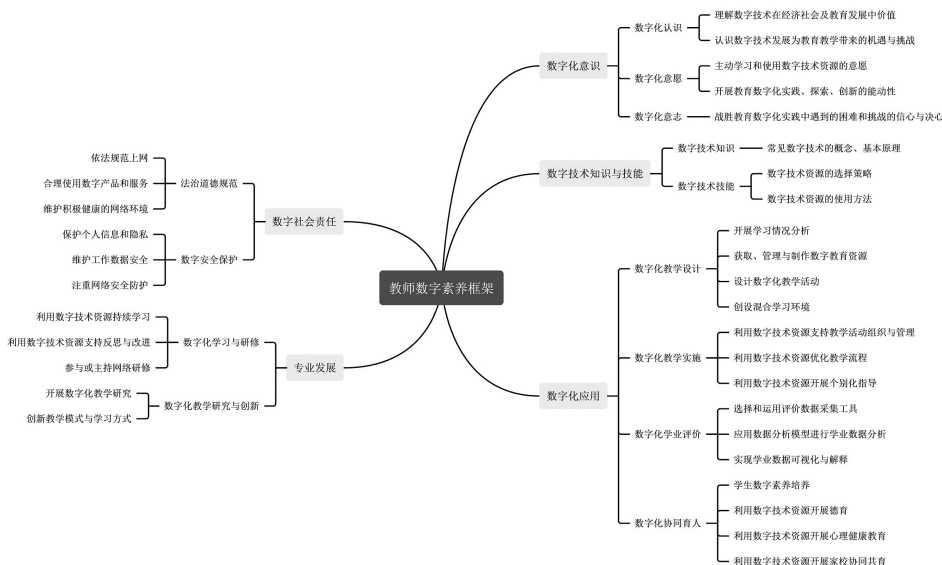 教师数字素养框架
数字化意识
数字化认识
理解数字技术在经济社会及教育发展中价值
认识数字技术发展为教育教学带来的机遇与挑战
数字化意愿
主动学习和使用数字技术资源的意愿
开展教育数字化实践、探索、创新的能动性
数字化意志
战胜教育数字化实践中遇到的困难和挑战的信心与决心
数字技术知识与技能
数字技术知识
常见数字技术的概念、基本原理
数字技术技能
数字技术资源的选择策略
数字技术资源的使用方法
数字化应用
数字化教学设计
开展学习情况分析
获取、管理与制作数字教育资源
设计数字化教学活动
创设混合学习环境
数字化教学实施
利用数字技术资源支持教学活动组织与管理
利用数字技术资源优化教学流程
利用数字技术资源开展个别化指导
数字化学业评价
选择和运用评价数据采集工具
应用数据分析模型进行学业数据分析
实现学业数据可视化与解释
数字化协同育人
学生数字素养培养
利用数字技术资源开展德育
利用数字技术资源开展心理健康教育
利用数字技术资源开展家校协同共育
数字社会责任
法治道德规范
依法规范上网
合理使用数字产品和服务
维护积极健康的网络环境
数字安全保护
保护个人信息和隐私
维护工作数据安全
注重网络安全防护
专业发展
数字化学习与研修
利用数字技术资源持续学习
利用数字技术资源支持反思与改进
参与或主持网络研修
数字化教学研究与创新
开展数字化教学研究
创新教学模式与学习方式